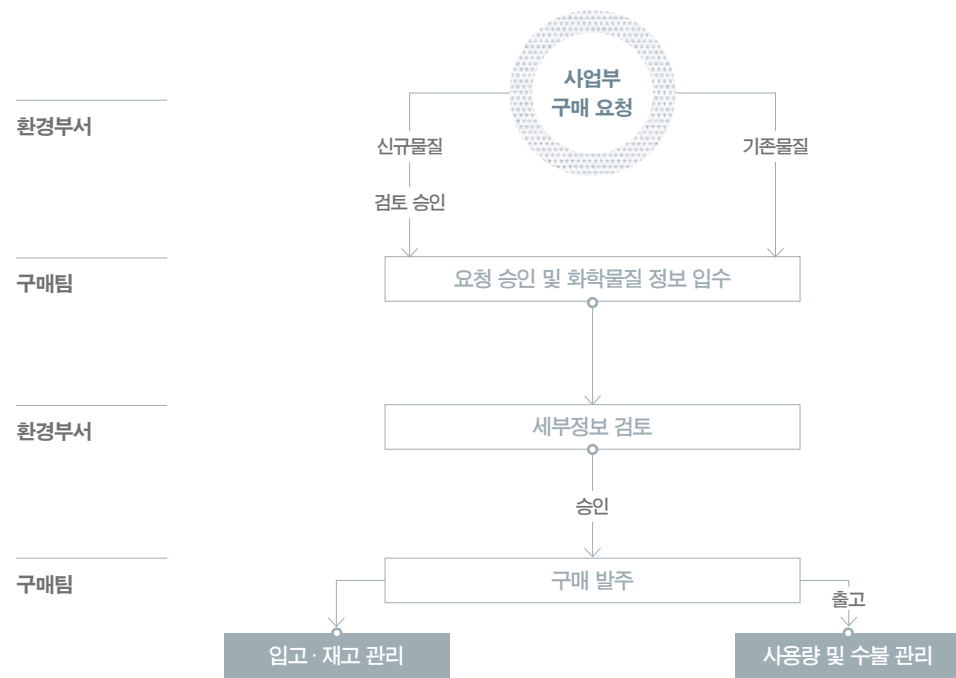 사업부
구매 요청
환경부서
신규물질
기존물질
검토 승인
구매팀
요청 승인 및 화학물질 정보 입수
환경부서
세부정보 검토
승인
구매팀
구매 발주
출고
입고 · 재고 관리
사용량 및 수불 관리